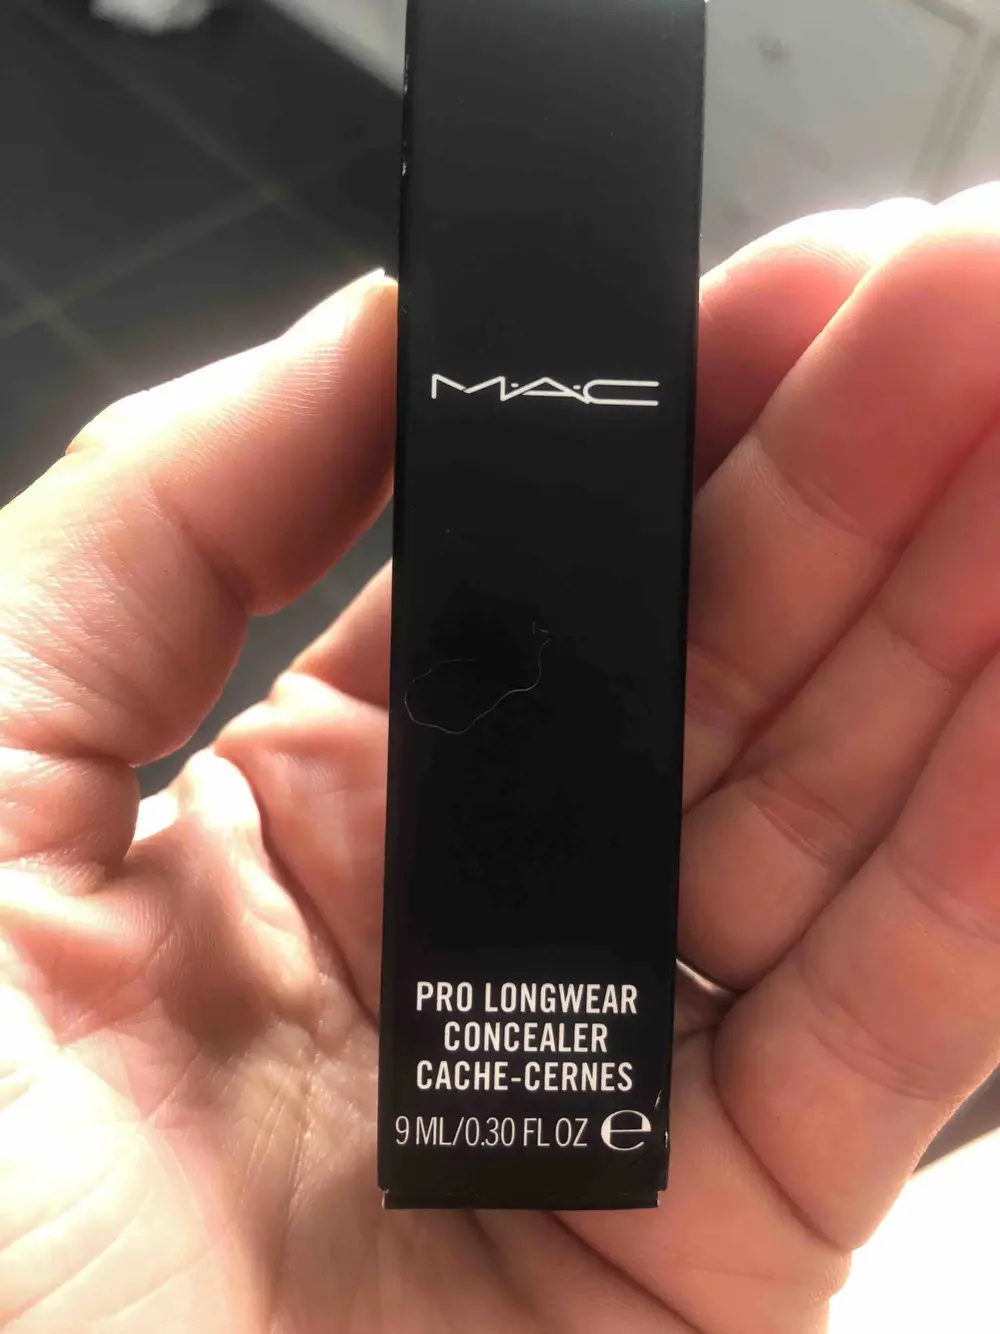 M·A·C
PRO LONGWEAR
CONCEALER
CACHE-CERNES
9 ML/0.30 FL OZ e